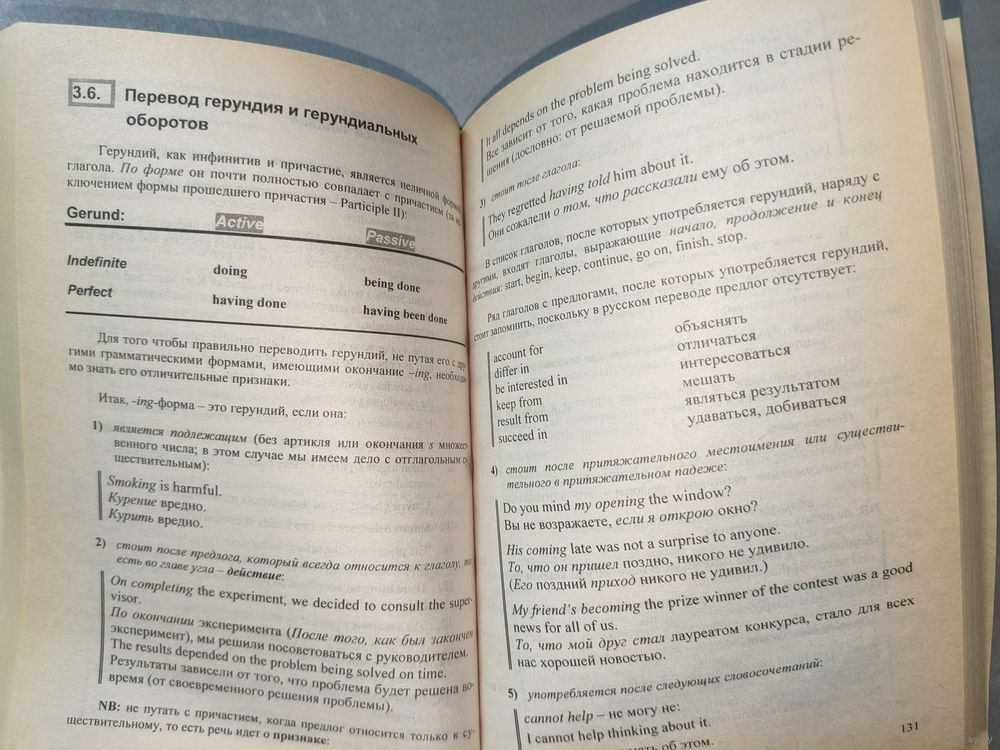 3.6. Перевод герундия и герундиальных
оборотов
Герундий, как инфинитив и причастие, является неличной формой
глагола. По форме он почти полностью совпадает с причастием (за ис-
ключением формы прошедшего причастия – Participle II):
Gerund: Active Passive
Indefinite doing being done
Perfect having done having been done
Для того чтобы правильно переводить герундий, не путая его с дру-
гими грамматическими формами, имеющими окончание –ing, необходи-
мо знать его отличительные признаки.
Итак, -ing-форма – это герундий, если она:
1) является подлежащим (без артикля или окончания s множест-
венного числа; в этом случае мы имеем дело с отглагольным су-
ществительным):
Smoking is harmful.
Курение вредно.
Курить вредно.
2) стоит после предлога, который всегда относится к глаголу, то
есть во главе угла – действие:
On completing the experiment, we decided to consult the super-
visor.
По окончании эксперимента (После того, как был закончен
эксперимент), мы решили посоветоваться с руководителем.
The results depended on the problem being solved on time.
Результаты зависели от того, что проблема будет решена во-
время (от своевременного решения проблемы).
NB: не путать с причастием, когда предлог относится только к су-
ществительному, то есть речь идет о признаке:
It all depends on the problem being solved.
Все зависит от того, какая проблема находится в стадии ре-
шения (дословно: от решаемой проблемы).
3) стоит после глагола:
They regretted having told him about it.
Они сожалели о том, что рассказали ему об этом.
В список глаголов, после которых употребляется герундий, наряду с
другими, входят глаголы, выражающие начало, продолжение и конец
действия: start, begin, keep, continue, go on, finish, stop.
Ряд глаголов с предлогами, после которых употребляется герундий,
стоит запомнить, поскольку в русском переводе предлог отсутствует:
account for объяснять
differ in отличаться
be interested in интересоваться
keep from мешать
result from являться результатом
succeed in удаваться, добиваться
4) стоит после притяжательного местоимения или существи-
тельного в притяжательном падеже:
Do you mind my opening the window?
Вы не возражаете, если я открою окно?
His coming late was not a surprise to anyone.
То, что он пришел поздно, никого не удивило.
(Его поздний приход никого не удивил.)
My friend's becoming the prize winner of the contest was a good
news for all of us.
То, что мой друг стал лауреатом конкурса, стало для всех
нас хорошей новостью.
5) употребляется после следующих словосочетаний:
cannot help – не могу не:
I cannot help thinking about it.
об этом.
131